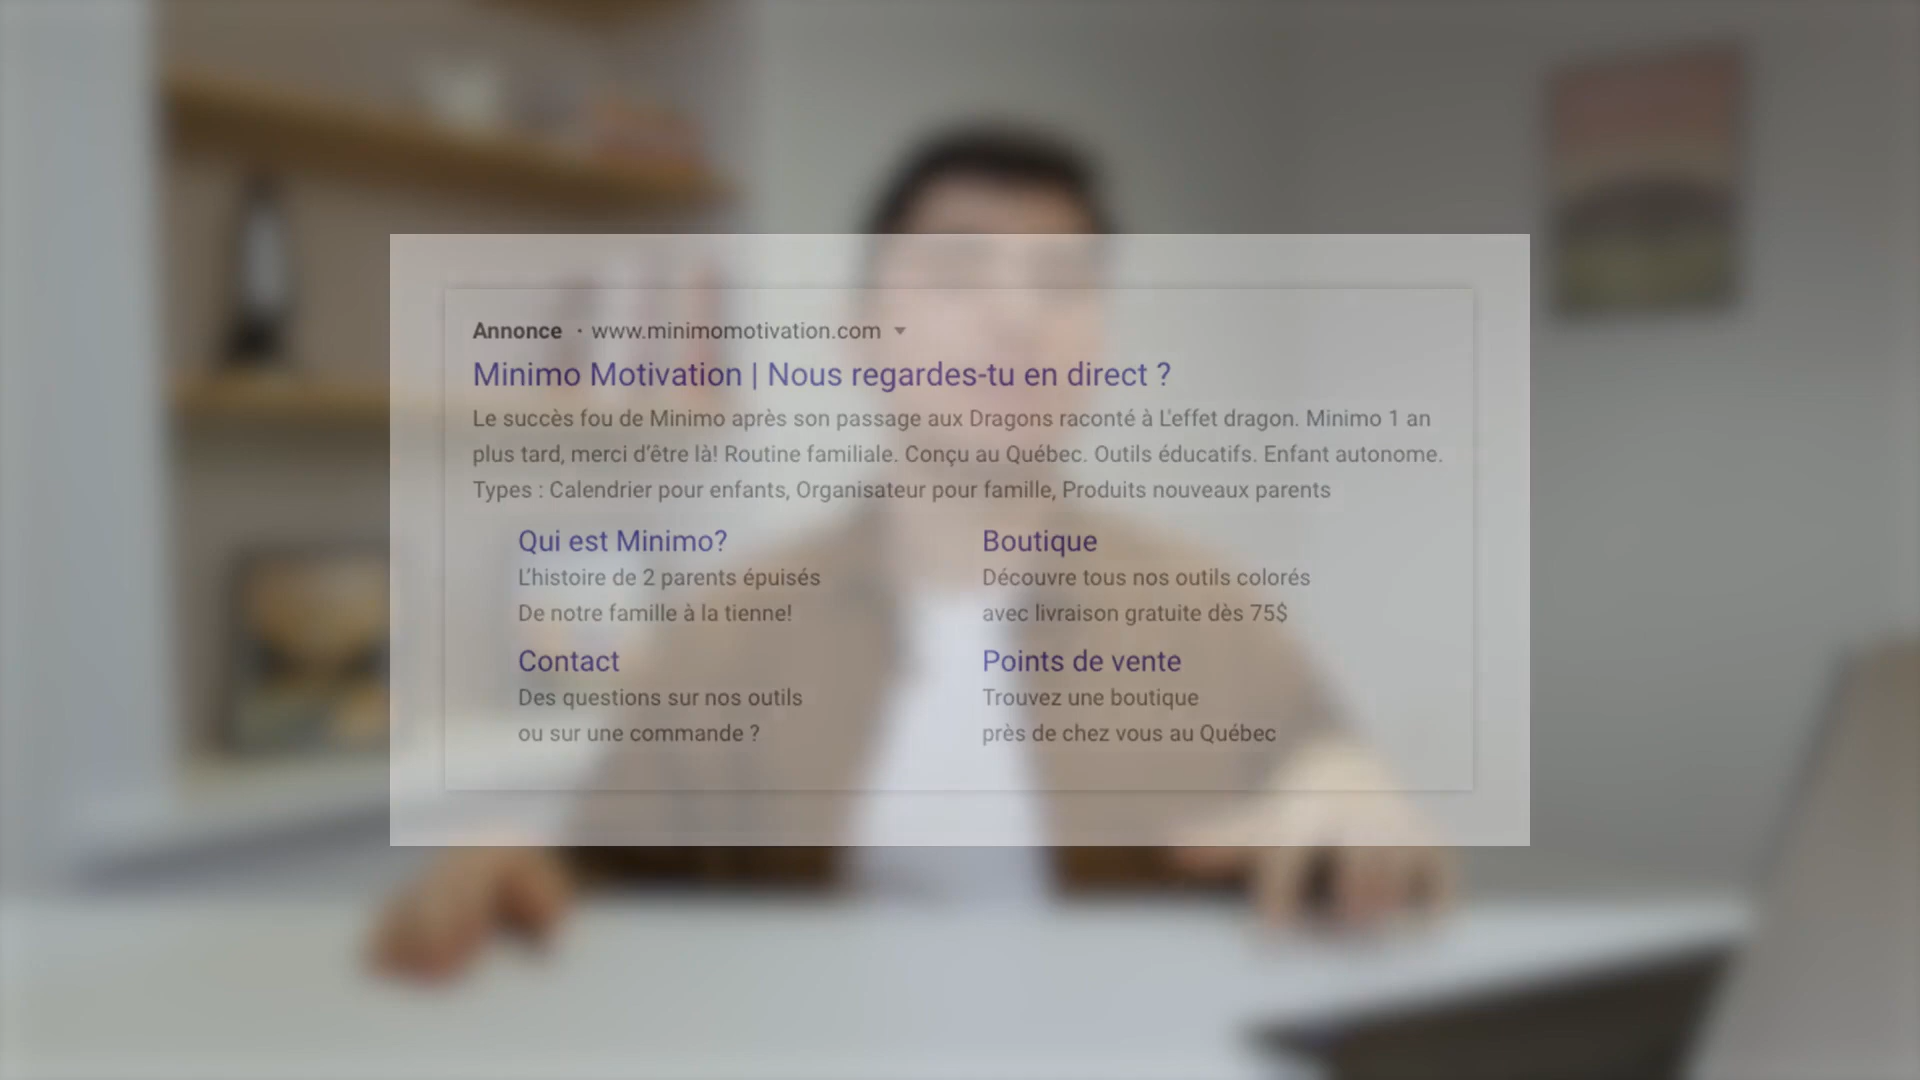 Annonce · www.minimomotivation.com
Minimo Motivation | Nous regardes-tu en direct ?
Le succès fou de Minimo après son passage aux Dragons raconté à L'effet dragon. Minimo 1 an
plus tard, merci d'être là! Routine familiale. Conçu au Québec. Outils éducatifs. Enfant autonome.
Types : Calendrier pour enfants, Organisateur pour famille, Produits nouveaux parents
Qui est Minimo?
L'histoire de 2 parents épuisés
De notre famille à la tienne!
Boutique
Découvre tous nos outils colorés
avec livraison gratuite dès 75$
Contact
Des questions sur nos outils
ou sur une commande ?
Points de vente
Trouvez une boutique
près de chez vous au Québec